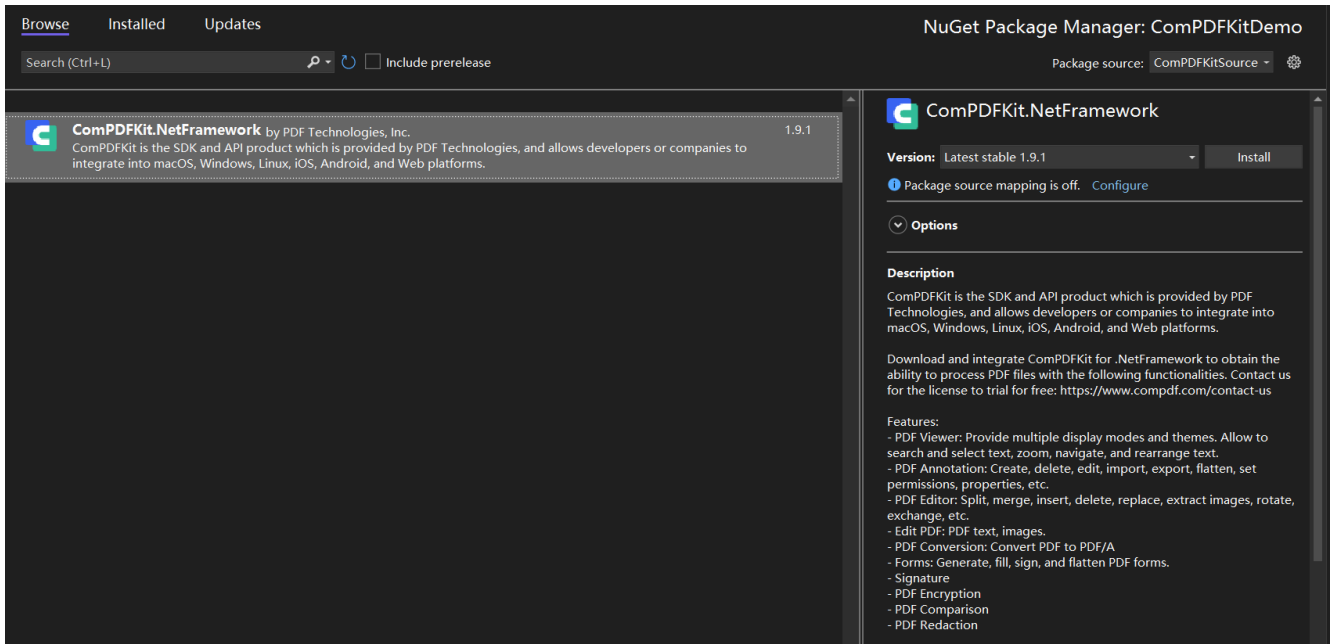 Browse Installed Updates
NuGet Package Manager: ComPDFKitDemo
Search (Ctrl+L)
Include prerelease
Package source: ComPDFKitSource
ComPDFKit.NetFramework by PDF Technologies, Inc.
1.9.1
ComPDFKit is the SDK and API product which is provided by PDF Technologies, and allows developers or companies to
integrate into macOS, Windows, Linux, iOS, Android, and Web platforms.
ComPDFKit.NetFramework
Version: Latest stable 1.9.1
Install
Package source mapping is off. Configure
Options
Description
ComPDFKit is the SDK and API product which is provided by PDF
Technologies, and allows developers or companies to integrate into
macOS, Windows, Linux, iOS, Android, and Web platforms.
Download and integrate ComPDFKit for .NetFramework to obtain the
ability to process PDF files with the following functionalities. Contact us
for the license to trial for free: https://www.compdf.com/contact-us
Features:
- PDF Viewer: Provide multiple display modes and themes. Allow to
search and select text, zoom, navigate, and rearrange text.
- PDF Annotation: Create, delete, edit, import, export, flatten, set
permissions, properties, etc.
- PDF Editor: Split, merge, insert, delete, replace, extract images, rotate,
exchange, etc.
- Edit PDF: PDF text, images.
- PDF Conversion: Convert PDF to PDF/A
- Forms: Generate, fill, sign, and flatten PDF forms.
- Signature
- PDF Encryption
- PDF Comparison
- PDF Redaction